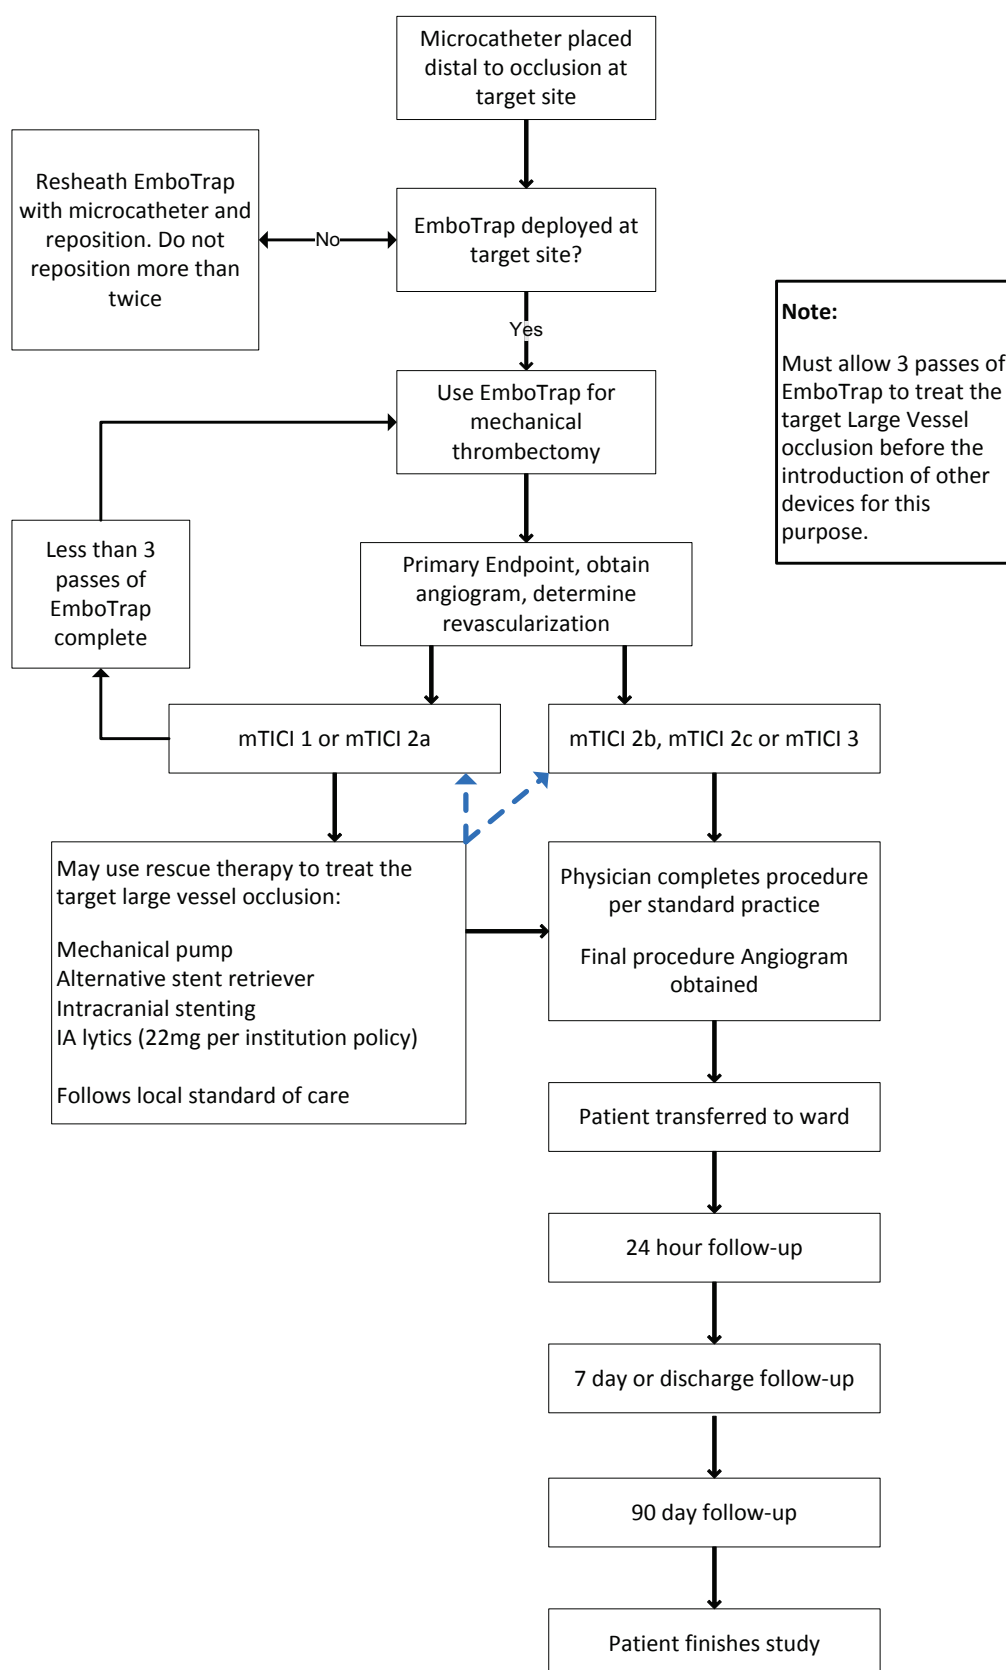 Microcatheter placed
distal to occlusion at
target site
Resheath EmboTrap
with microcatheter and
reposition. Do not
reposition more than
twice
No
EmboTrap deployed at
target site?
Yes
Note:
Must allow 3 passes of
EmboTrap to treat the
target Large Vessel
occlusion before the
introduction of other
devices for this
purpose.
Use EmboTrap for
mechanical
thrombectomy
Less than 3
passes of
EmboTrap
complete
Primary Endpoint, obtain
angiogram, determine
revascularization
mTICI 1 or mTICI 2a
mTICI 2b, mTICI 2c or mTICI 3
May use rescue therapy to treat the
target large vessel occlusion:
Mechanical pump
Alternative stent retriever
Intracranial stenting
IA lytics (22mg per institution policy)
Follows local standard of care
Physician completes procedure
per standard practice
Final procedure Angiogram
obtained
Patient transferred to ward
24 hour follow-up
7 day or discharge follow-up
90 day follow-up
Patient finishes study